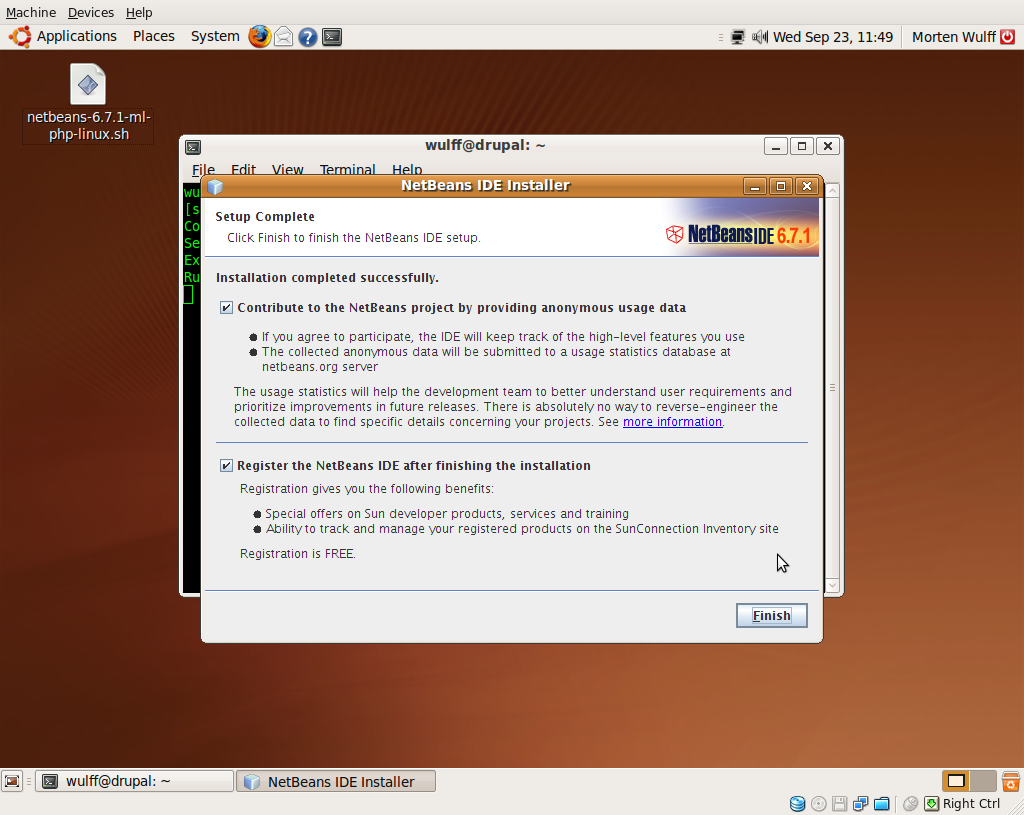 Machine Devices Help
Applications Places System
Wed Sep 23, 11:49 Morten Wulff
netbeans-6.7.1-ml-
php-linux.sh
wulff@drupal: ~
File Edit View Terminal Help
wu
[s
Co
Se
Ex
Ru
NetBeans IDE Installer
Setup Complete
Click Finish to finish the NetBeans IDE setup.
NetBeans IDE 6.7.1
Installation completed successfully.
Contribute to the NetBeans project by providing anonymous usage data
If you agree to participate, the IDE will keep track of the high-level features you use
The collected anonymous data will be submitted to a usage statistics database at
netbeans.org server
The usage statistics will help the development team to better understand user requirements and
prioritize improvements in future releases. There is absolutely no way to reverse-engineer the
collected data to find specific details concerning your projects. See more information.
Register the NetBeans IDE after finishing the installation
Registration gives you the following benefits:
Special offers on Sun developer products, services and training
Ability to track and manage your registered products on the SunConnection Inventory site
Registration is FREE.
Finish
wulff@drupal: ~
NetBeans IDE Installer
Right Ctrl